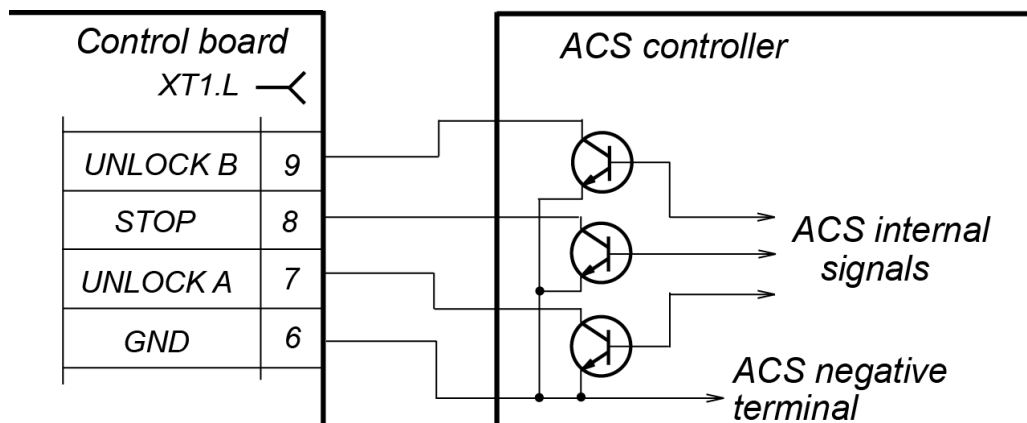 Control board
XT1.L
UNLOCK B 9
STOP 8
UNLOCK A 7
GND 6
ACS controller
ACS internal
signals
ACS negative
terminal